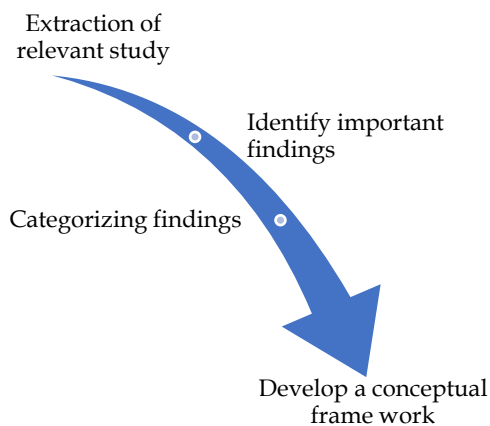 Extraction of
relevant study
Identify important
findings
Categorizing findings
Develop a conceptual
frame work